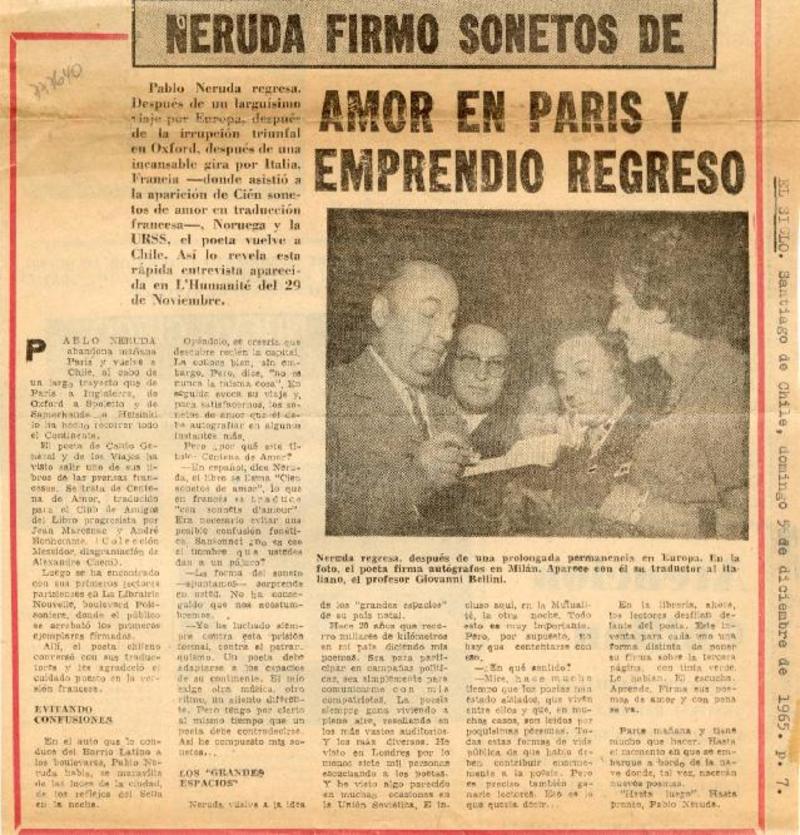 NERUDA FIRMO SONETOS DE
AMOR EN PARIS Y
EMPRENDIO REGRESO
777640
Pablo Neruda regresa.
Después de un larguísimo
viaje por Europa, después
de la irrupción triunfal
en Oxford, después de una
incansable gira por Italia,
Francia —donde asistió a
la aparición de Cién sone-
tos de amor en traducción
francesa—, Noruega y la
URSS, el poeta vuelve a
Chile. Así lo revela esta
rápida entrevista apareci-
da en L'Humanité del 29
de Noviembre.
Neruda regresa, después de una prolongada permanencia en Europa. En la
foto, el poeta firma autógrafos en Milán. Aparece con él su traductor al ita-
liano, el profesor Giovanni Bellini.
PABLO NERUDA
abandona mañana
París y vuelve a
Chile, al cabo de
un largo trayecto que de
París a Inglaterra, de
Oxford a Spoletto y de
Samarkanda a Helsinki
lo ha hecho recorrer todo
el Continente.
El poeta de Canto Ge-
neral y de los Viajes ha
visto salir uno de sus li-
bros de las prensas fran-
cesas. Se trata de Cente-
na de Amor, traducido
para el Club de Amigos
del Libro progresista por
Jean Marcenac y André
Bonhomme. (Colección
Messidor, diagramación de
Alexandre Chem).
Luego se ha encontrado
con sus primeros lectores
parisienses en La Librairie
Nouvelle, boulevard Pois-
soniere, donde el público
se arrebató los primeros
ejemplares firmados.
Allí, el poeta chileno
conversó con sus traduc-
tores y les agradeció el
cuidado puesto en la ver-
sión francesa.
EVITANDO
CONFUSIONES
En el auto que lo con-
duce del Barrio Latino a
los boulevares, Pablo Ne-
ruda habla, se maravilla
de las luces de la ciudad,
de los reflejos del Sena
en la noche.
Oyéndolo, se creería que
descubre recién la capital.
La conoce bien, sin em-
bargo. Pero, dice, "no es
nunca la misma cosa". En
seguida evoca su viaje y,
para satisfacernos, los so-
netos de amor que él de-
be autografiar en algunos
instantes más.
Pero ¿por qué este tí-
tulo: Centena de Amor?
—En español, dice Neru-
da, el libro se llama "Cien
sonetos de amor", lo que
en francés se traduce
"cen sonnets d'amour".
Era necesario evitar una
posible confusión fonéti-
ca. Sansonnet ¿no es ese
el nombre que ustedes
dan a un pájaro?
—La forma del soneto
—apuntamos— sorprende
en usted. No ha conse-
guido que nos acostum-
bremos.
—Yo he luchado siem-
pre contra esta prisión
formal, contra el petrar-
quismo. Un poeta debe
adaptarse a los espacios
de su continente. El mío
exige otra música, otro
ritmo, un aliento diferen-
te. Pero tengo por cierto
al mismo tiempo que un
poeta debe contradecirse.
Así he compuesto mis so-
netos...
LOS "GRANDES
ESPACIOS"
Neruda vuelve a la idea
de los "grandes espacios"
de su país natal.
Hace 20 años que reco-
rro millares de kilómetros
en mi país diciendo mis
poemas. Sea para parti-
cipar en campañas políti-
cas, sea simplemente para
comunicarme con mis
compatriotas. La poesía
siempre gana viviendo a
pleno aire, resonando en
los más vastos auditorios.
Y los más diversos. He
visto en Londres por lo
menos siete mil personas
escuchando a los poetas.
Y he visto algo parecido
en muchas ocasiones en
la Unión Soviética. E in-
cluso aquí, en la Mutuali-
té, la otra noche. Todo
esto es muy importante.
Pero, por supuesto, no
hay que contentarse con
eso.
—¿En qué sentido?
—Mire, hace mucho
tiempo que los poetas han
estado aislados, que viven
entre ellos y que, en mu-
chos casos, son leídos por
poquísimas personas. To-
das estas formas de vida
pública de que hablo de-
ben contribuir enorme-
mente a la poesía. Pero
es preciso también ga-
narle lectores. Eso es lo
que quería decir...
En la librería, ahora,
los lectores desfilan de-
lante del poeta. Este in-
venta para cada uno una
forma distinta de poner
su firma sobre la tercera
página, con tinta verde.
Le hablan. El escucha.
Aprende. Firma sus poe-
mas de amor y con pena
se va.
Parte mañana y tiene
mucho que hacer. Hasta
el momento en que se em-
barque a bordo de la na-
ve donde, tal vez, nacerán
nuevos poemas.
"Hasta luego". Hasta
pronto, Pablo Neruda.
EL SIGLO. Santiago de Chile, domingo 5 de diciembre de 1965. p. 7.